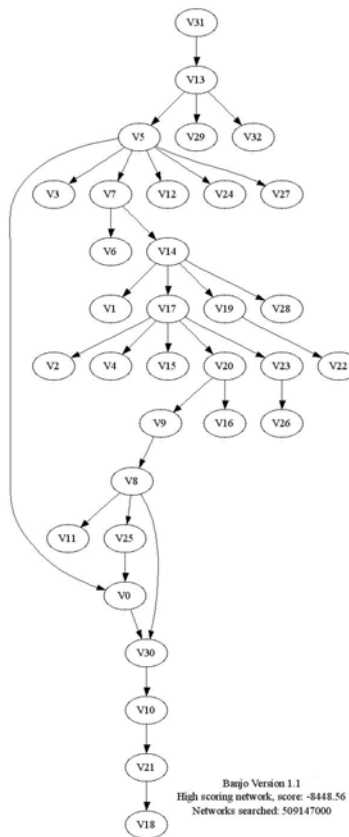 V31
V13
V5 V29 V32
V3 V7 V12 V24 V27
V6 V14
V1 V17 V19 V28
V2 V4 V15 V20 V23 V22
V9 V16 V26
V8
V11 V25
V0
V30
V10
V21
V18
Banjo Version 1.1
High scoring network, score: -8448.56
Networks searched: 509147000